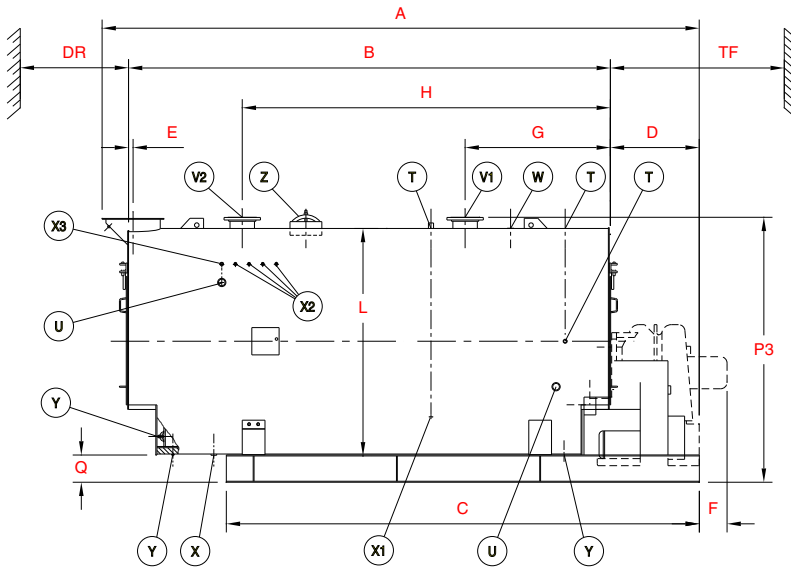 A
DR B TF
H
E G D
V2 Z T V1 W T T
X3
X2 L
U
P3
Y
Q
C F
Y X X1 U Y